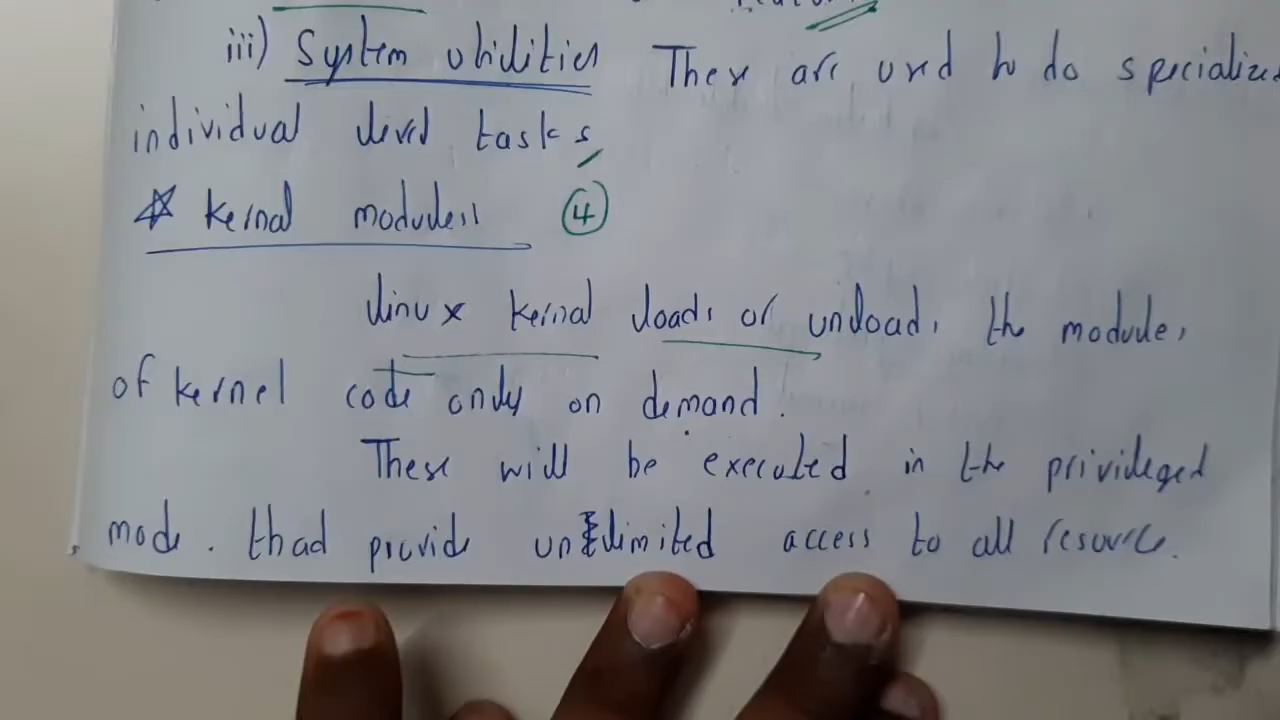 iii) System utilities These are used to do specialized
individual level tasks
☆ kernal modules
④
linux kernal loads or unloads the modules
of kernel code only on demand.
These will be executed in the privileged
mode. thad provide unlimited access to all resource.